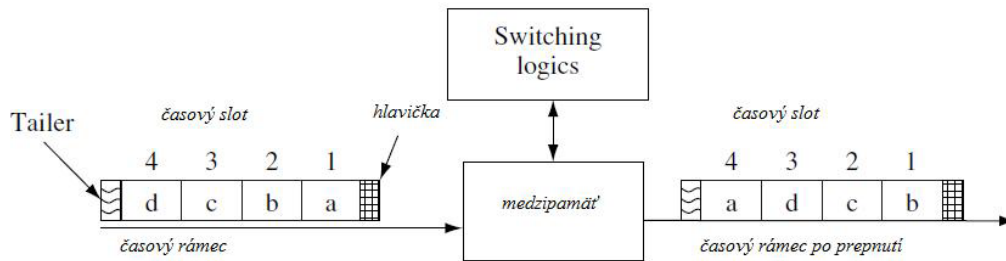 Switching
logics
časový slot
hlavička
časový slot
Tailer
4 3 2 1
4 3 2 1
d c b a
medzipamäť
a d c b
časový rámec
časový rámec po prepnutí